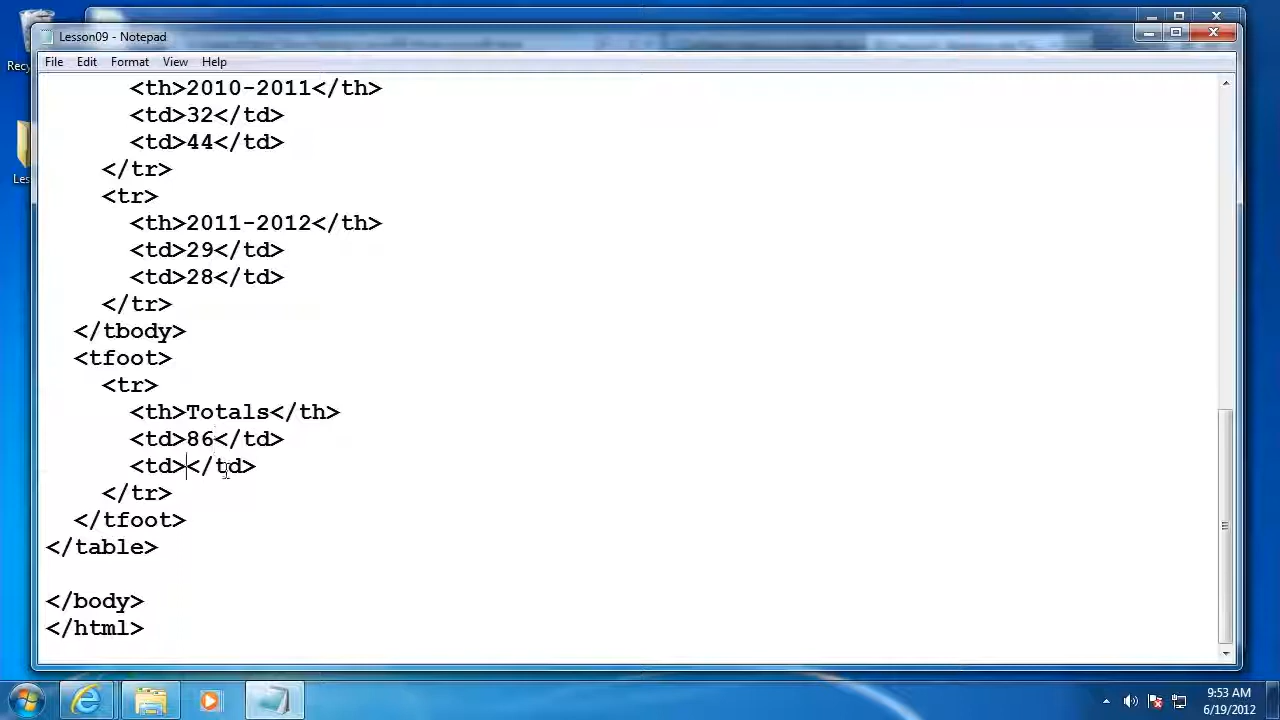 Recy
Les
Lesson09 - Notepad
File Edit Format View Help
<th>2010-2011</th>
<td>32</td>
<td>44</td>
</tr>
<tr>
<th>2011-2012</th>
<td>29</td>
<td>28</td>
</tr>
</tbody>
<tfoot>
<tr>
<th>Totals</th>
<td>86</td>
<td></td>
</tr>
</tfoot>
</table>
</body>
</html>
9:53 AM
6/19/2012